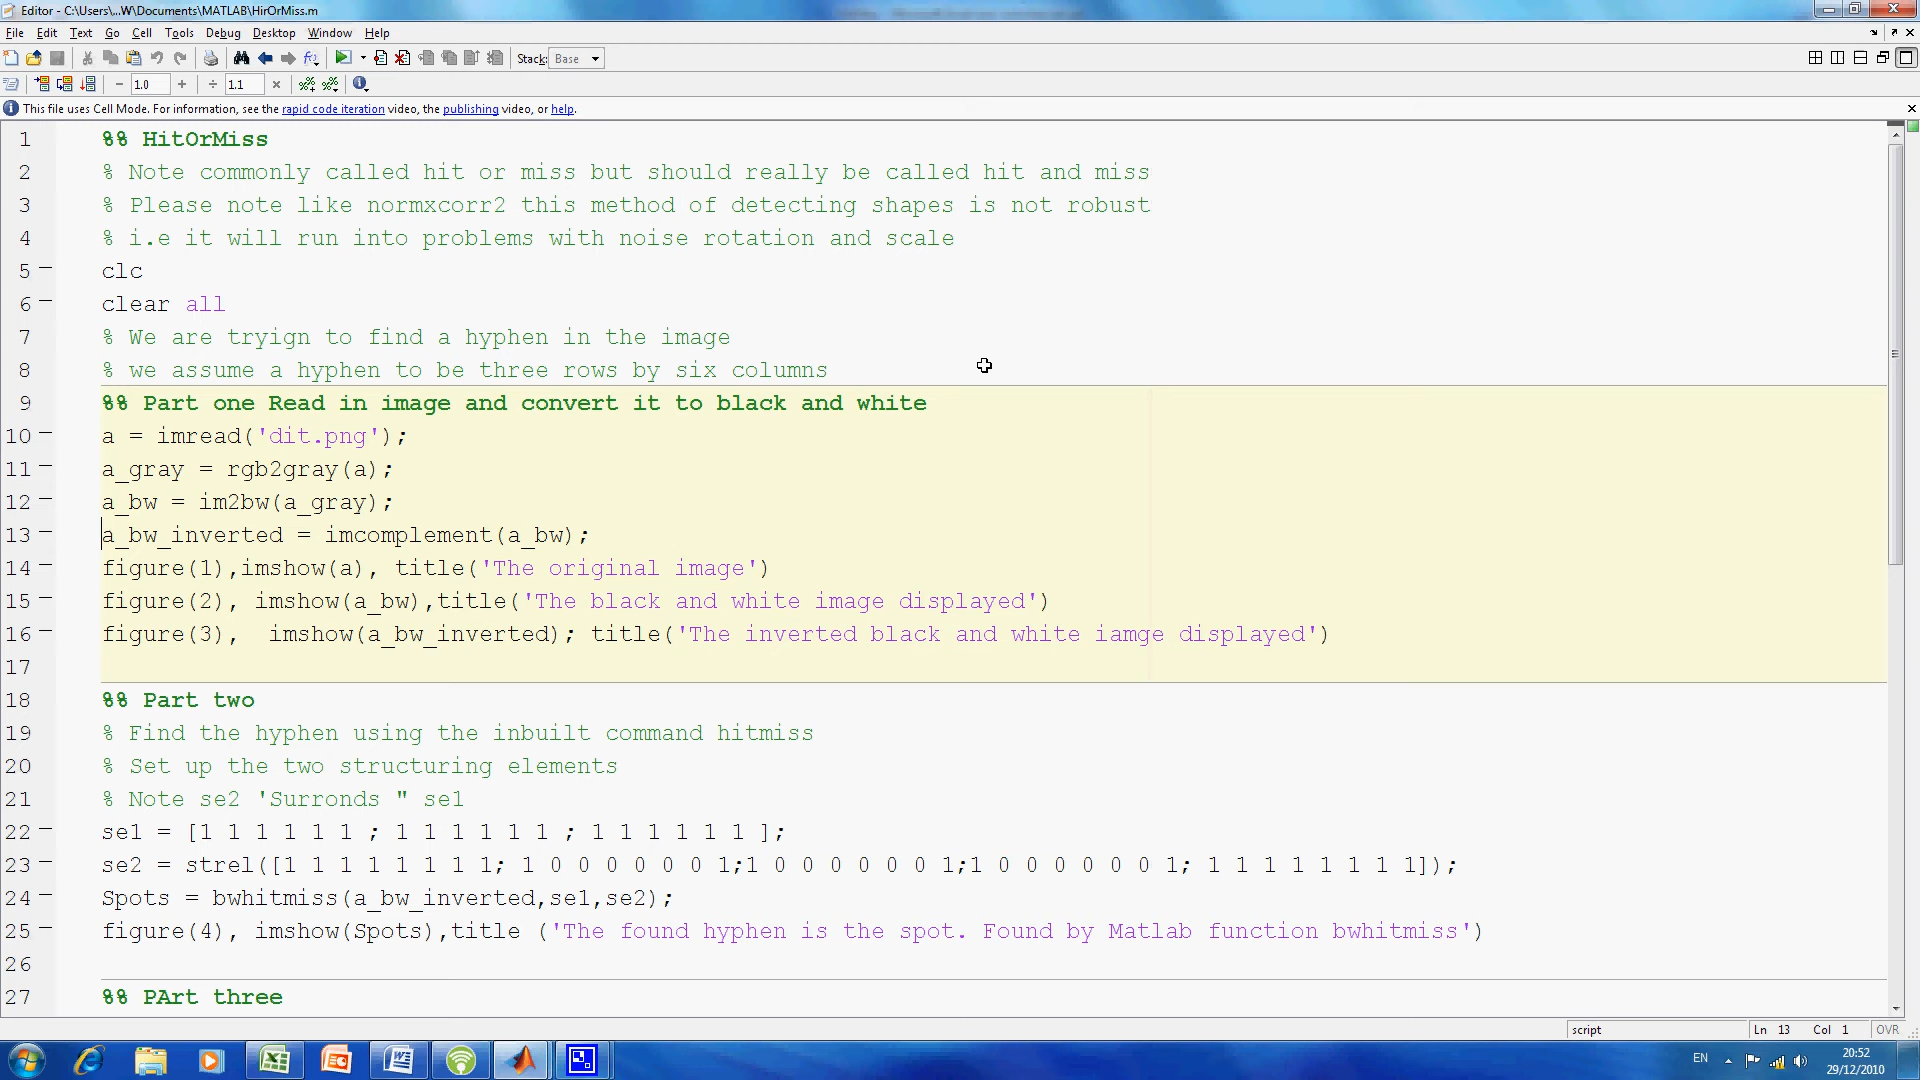 Editor - C:\Users\...W\Documents\MATLAB\HirOrMiss.m
File Edit Text Go Cell Tools Debug Desktop Window Help
Stack: Base
1.0 1.1
This file uses Cell Mode. For information, see the rapid code iteration video, the publishing video, or help.
1 %% HitOrMiss
2 % Note commonly called hit or miss but should really be called hit and miss
3 % Please note like normxcorr2 this method of detecting shapes is not robust
4 % i.e it will run into problems with noise rotation and scale
5 clc
6 clear all
7 % We are tryign to find a hyphen in the image
8 % we assume a hyphen to be three rows by six columns
9 %% Part one Read in image and convert it to black and white
10 a = imread('dit.png');
11 a_gray = rgb2gray(a);
12 a_bw = im2bw(a_gray);
13 a_bw_inverted = imcomplement(a_bw);
14 figure(1),imshow(a), title('The original image')
15 figure(2), imshow(a_bw),title('The black and white image displayed')
16 figure(3),  imshow(a_bw_inverted); title('The inverted black and white iamge displayed')
17
18 %% Part two
19 % Find the hyphen using the inbuilt command hitmiss
20 % Set up the two structuring elements
21 % Note se2 'Surronds " se1
22 se1 = [1 1 1 1 1 1 ; 1 1 1 1 1 1 ; 1 1 1 1 1 1 ];
23 se2 = strel([1 1 1 1 1 1 1 1; 1 0 0 0 0 0 0 1;1 0 0 0 0 0 0 1;1 0 0 0 0 0 0 1; 1 1 1 1 1 1 1 1]);
24 Spots = bwhitmiss(a_bw_inverted,se1,se2);
25 figure(4), imshow(Spots),title ('The found hyphen is the spot. Found by Matlab function bwhitmiss')
26
27 %% PArt three
script Ln 13 Col 1 OVR
EN 20:52
29/12/2010